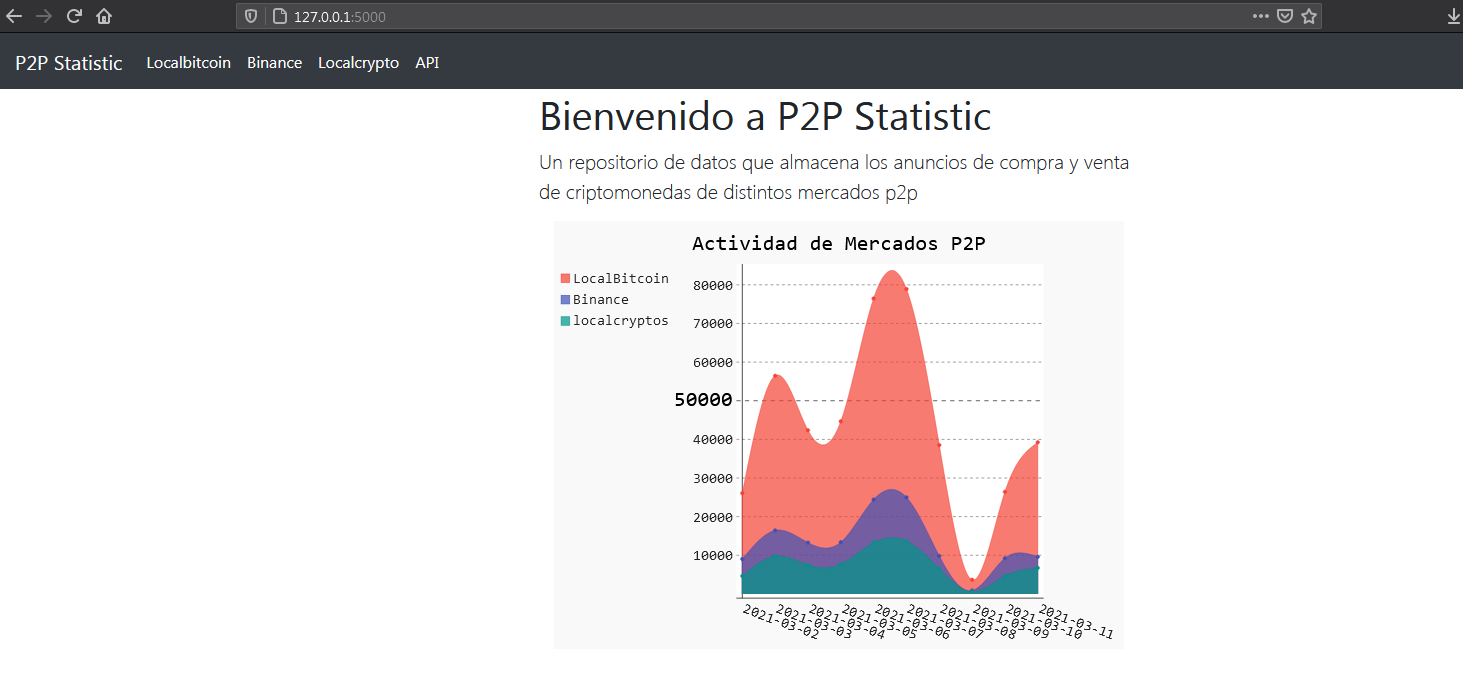 127.0.0.1:5000
P2P Statistic Localbitcoin Binance Localcrypto API
Bienvenido a P2P Statistic
Un repositorio de datos que almacena los anuncios de compra y venta
de criptomonedas de distintos mercados p2p
Actividad de Mercados P2P
LocalBitcoin
Binance
localcryptos
80000
70000
60000
50000
40000
30000
20000
10000
2021-03-02
2021-03-03
2021-03-04
2021-03-05
2021-03-06
2021-03-07
2021-03-08
2021-03-09
2021-03-10
2021-03-11